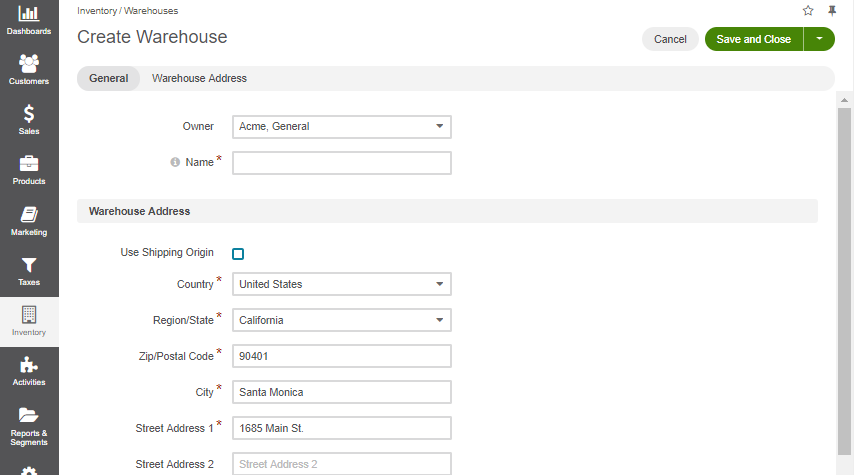 Dashboards
Customers
Sales
Products
Marketing
Taxes
Inventory
Activities
Reports &
Segments
Inventory / Warehouses
Create Warehouse
Cancel
Save and Close
General
Warehouse Address
Owner
Acme, General
Name *
Warehouse Address
Use Shipping Origin
Country *
United States
Region/State *
California
Zip/Postal Code *
90401
City *
Santa Monica
Street Address 1 *
1685 Main St.
Street Address 2
Street Address 2